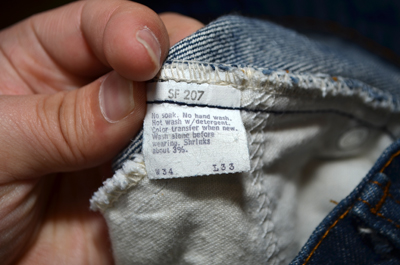 SF 207
No soak. No hand wash.
Not wash w/detergent.
Color transfer when new.
Wash alone before
wearing. Shrinks
about 3%.
W34 L33